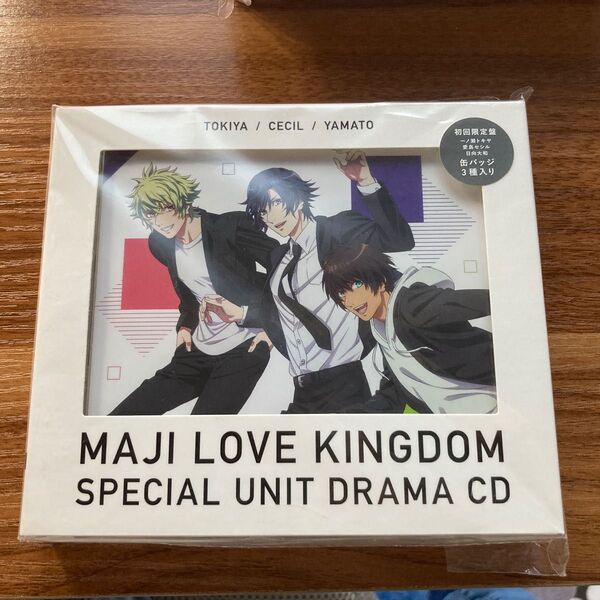 TOKIYA / CECIL / YAMATO
初回限定盤
一ノ瀬トキヤ
愛島セシル
日向大和
缶バッジ
3種入り
MAJI LOVE KINGDOM
SPECIAL UNIT DRAMA CD